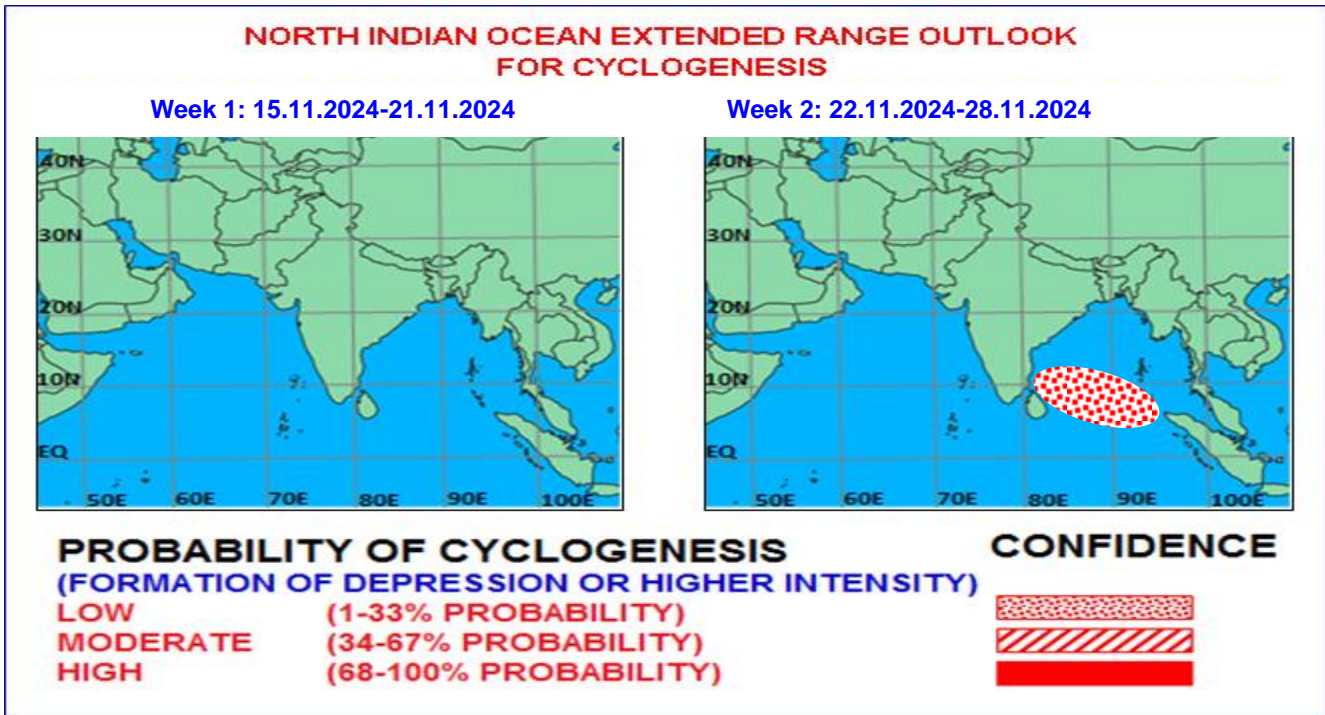 NORTH INDIAN OCEAN EXTENDED RANGE OUTLOOK
FOR CYCLOGENESIS
Week 1: 15.11.2024-21.11.2024
40N
30N
20N
10N
EQ
50E 60E 70E 80E 90E 100E
Week 2: 22.11.2024-28.11.2024
40N
30N
20N
10N
EQ
50E 60E 70E 80E 90E 100E
PROBABILITY OF CYCLOGENESIS
(FORMATION OF DEPRESSION OR HIGHER INTENSITY)
LOW (1-33% PROBABILITY)
MODERATE (34-67% PROBABILITY)
HIGH (68-100% PROBABILITY)
CONFIDENCE